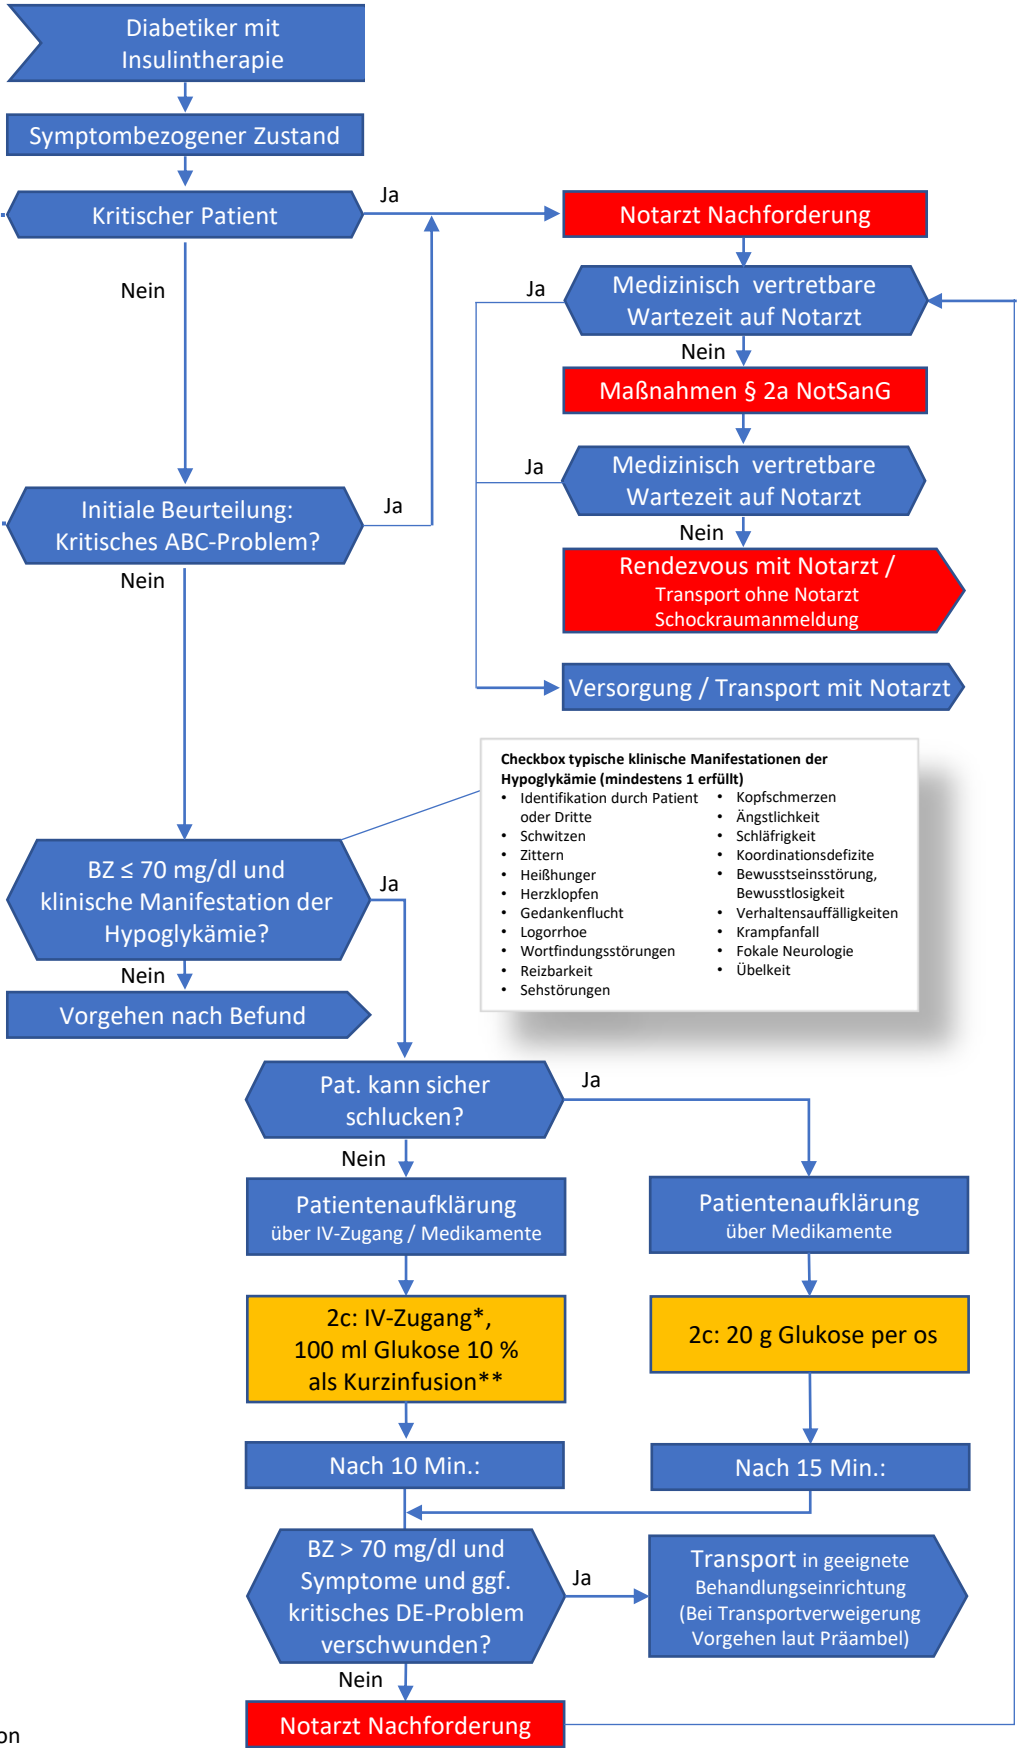 Diabetiker mit
Insulintherapie
Symptombezogener Zustand
Kritischer Patient
Ja
Notarzt Nachforderung
Nein
Ja
Medizinisch vertretbare
Wartezeit auf Notarzt
Nein
Maßnahmen § 2a NotSanG
Ja
Medizinisch vertretbare
Wartezeit auf Notarzt
Initiale Beurteilung:
Kritisches ABC-Problem?
Ja
Nein
Nein
Rendezvous mit Notarzt /
Transport ohne Notarzt
Schockraumanmeldung
Versorgung / Transport mit Notarzt
Checkbox typische klinische Manifestationen der
Hypoglykämie (mindestens 1 erfüllt)
• Identifikation durch Patient
oder Dritte
• Schwitzen
• Zittern
• Heißhunger
• Herzklopfen
• Gedankenflucht
• Logorrhoe
• Wortfindungsstörungen
• Reizbarkeit
• Sehstörungen
• Kopfschmerzen
• Ängstlichkeit
• Schläfrigkeit
• Koordinationsdefizite
• Bewusstseinsstörung,
Bewusstlosigkeit
• Verhaltensauffälligkeiten
• Krampfanfall
• Fokale Neurologie
• Übelkeit
BZ ≤ 70 mg/dl und
klinische Manifestation der
Hypoglykämie?
Ja
Nein
Vorgehen nach Befund
Pat. kann sicher
schlucken?
Ja
Nein
Patientenaufklärung
über IV-Zugang / Medikamente
Patientenaufklärung
über Medikamente
2c: IV-Zugang*,
100 ml Glukose 10 %
als Kurzinfusion**
2c: 20 g Glukose per os
Nach 10 Min.:
Nach 15 Min.:
BZ > 70 mg/dl und
Symptome und ggf.
kritisches DE-Problem
verschwunden?
Ja
Transport in geeignete
Behandlungseinrichtung
(Bei Transportverweigerung
Vorgehen laut Präambel)
Nein
Notarzt Nachforderung
on